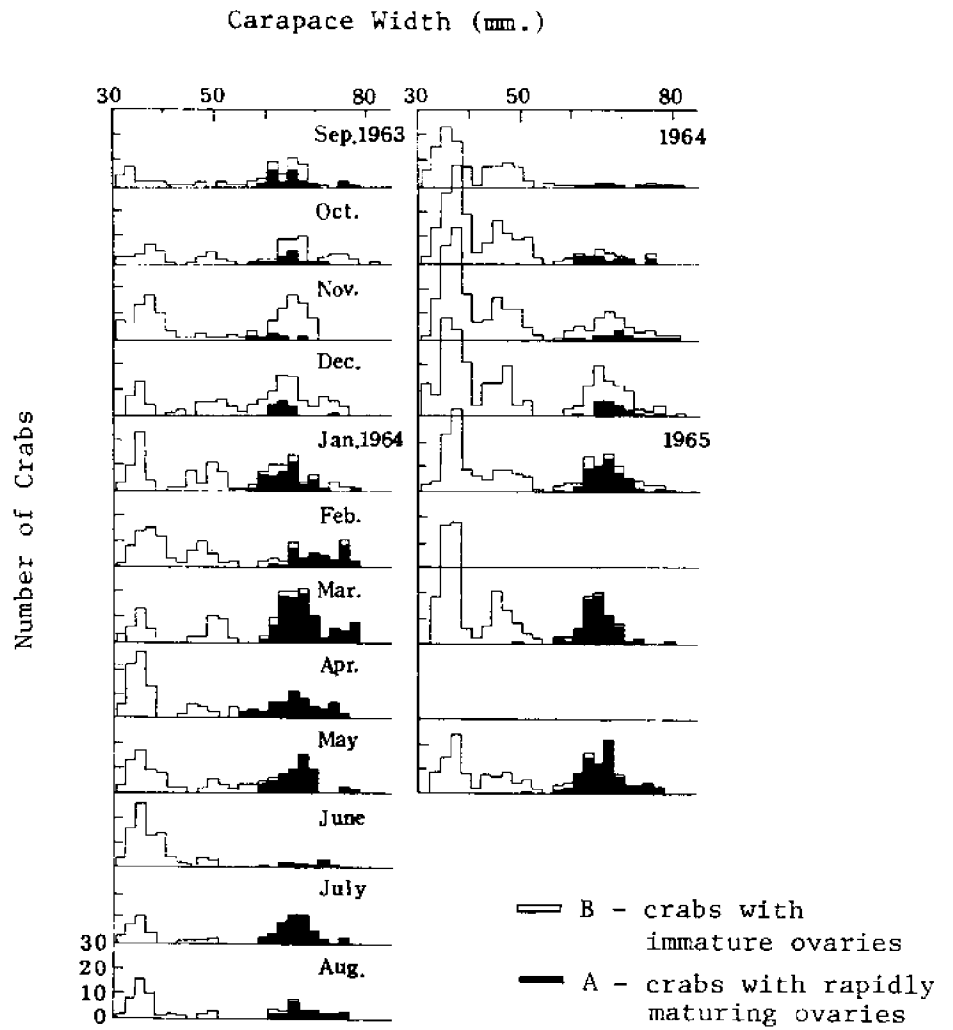 Carapace Width (mm.)
30 50 80 30 50 80
Sep.1963 1964
Oct.
Nov.
Dec.
Jan.1964 1965
Feb.
Mar.
Apr.
May
June
July
Aug.
30
20
10
0
Number of Crabs
B - crabs with
immature ovaries
A - crabs with rapidly
maturing ovaries